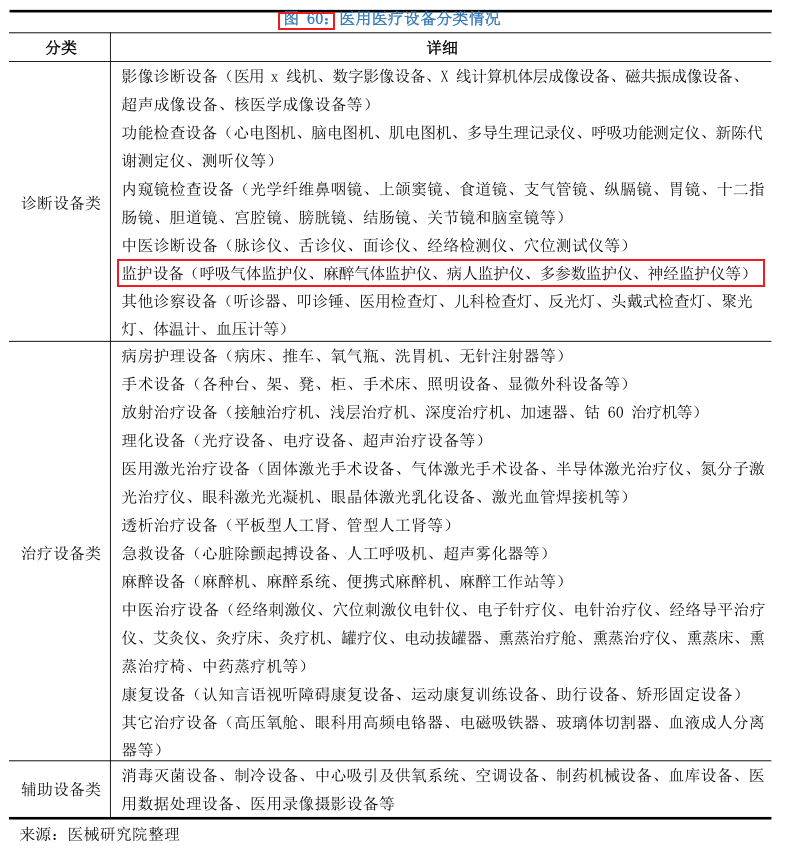 图 60：医用医疗设备分类情况
分类 详细
诊断设备类
影像诊断设备（医用 x 线机、数字影像设备、X 线计算机体层成像设备、磁共振成像设备、
超声成像设备、核医学成像设备等）
功能检查设备（心电图机、脑电图机、肌电图机、多导生理记录仪、呼吸功能测定仪、新陈代
谢测定仪、测听仪等）
内窥镜检查设备（光学纤维鼻咽镜、上颌窦镜、食道镜、支气管镜、纵膈镜、胃镜、十二指
肠镜、胆道镜、宫腔镜、膀胱镜、结肠镜、关节镜和脑室镜等）
中医诊断设备（脉诊仪、舌诊仪、面诊仪、经络检测仪、穴位测试仪等）
监护设备（呼吸气体监护仪、麻醉气体监护仪、病人监护仪、多参数监护仪、神经监护仪等）
其他诊察设备（听诊器、叩诊锤、医用检查灯、儿科检查灯、反光灯、头戴式检查灯、聚光
灯、体温计、血压计等）
治疗设备类
病房护理设备（病床、推车、氧气瓶、洗胃机、无针注射器等）
手术设备（各种台、架、凳、柜、手术床、照明设备、显微外科设备等）
放射治疗设备（接触治疗机、浅层治疗机、深度治疗机、加速器、钴 60 治疗机等）
理化设备（光疗设备、电疗设备、超声治疗设备等）
医用激光治疗设备（固体激光手术设备、气体激光手术设备、半导体激光治疗仪、氮分子激
光治疗仪、眼科激光光凝机、眼晶体激光乳化设备、激光血管焊接机等）
透析治疗设备（平板型人工肾、管型人工肾等）
急救设备（心脏除颤起搏设备、人工呼吸机、超声雾化器等）
麻醉设备（麻醉机、麻醉系统、便携式麻醉机、麻醉工作站等）
中医治疗设备（经络刺激仪、穴位刺激仪电针仪、电子针疗仪、电针治疗仪、经络导平治疗
仪、艾灸仪、灸疗床、灸疗机、罐疗仪、电动拔罐器、熏蒸治疗舱、熏蒸治疗仪、熏蒸床、熏
蒸治疗椅、中药蒸疗机等）
康复设备（认知言语视听障碍康复设备、运动康复训练设备、助行设备、矫形固定设备）
其它治疗设备（高压氧舱、眼科用高频电铬器、电磁吸铁器、玻璃体切割器、血液成人分离
器等）
辅助设备类
消毒灭菌设备、制冷设备、中心吸引及供氧系统、空调设备、制药机械设备、血库设备、医
用数据处理设备、医用录像摄影设备等
来源：医械研究院整理